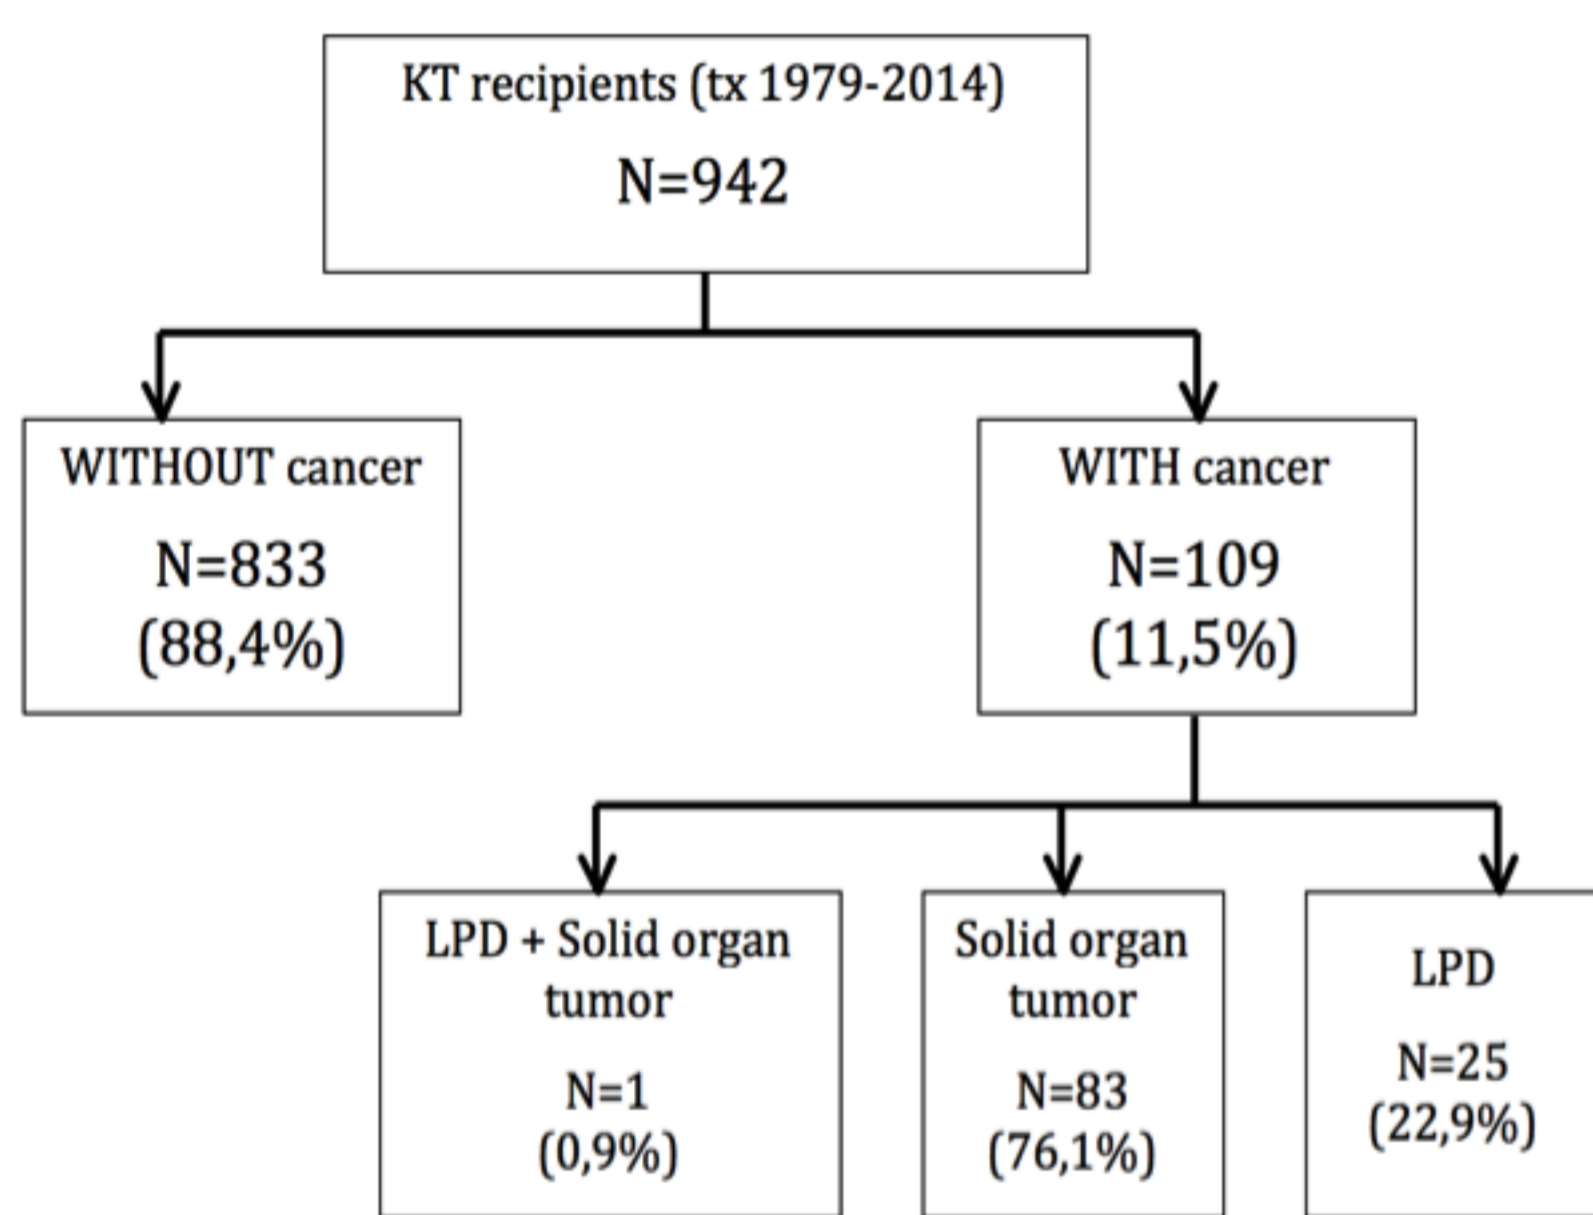 KT recipients (tx 1979-2014)
N=942
WITHOUT cancer
N=833
(88,4%)
WITH cancer
N=109
(11,5%)
LPD + Solid organ
tumor
N=1
(0,9%)
Solid organ
tumor
N=83
(76,1%)
LPD
N=25
(22,9%)